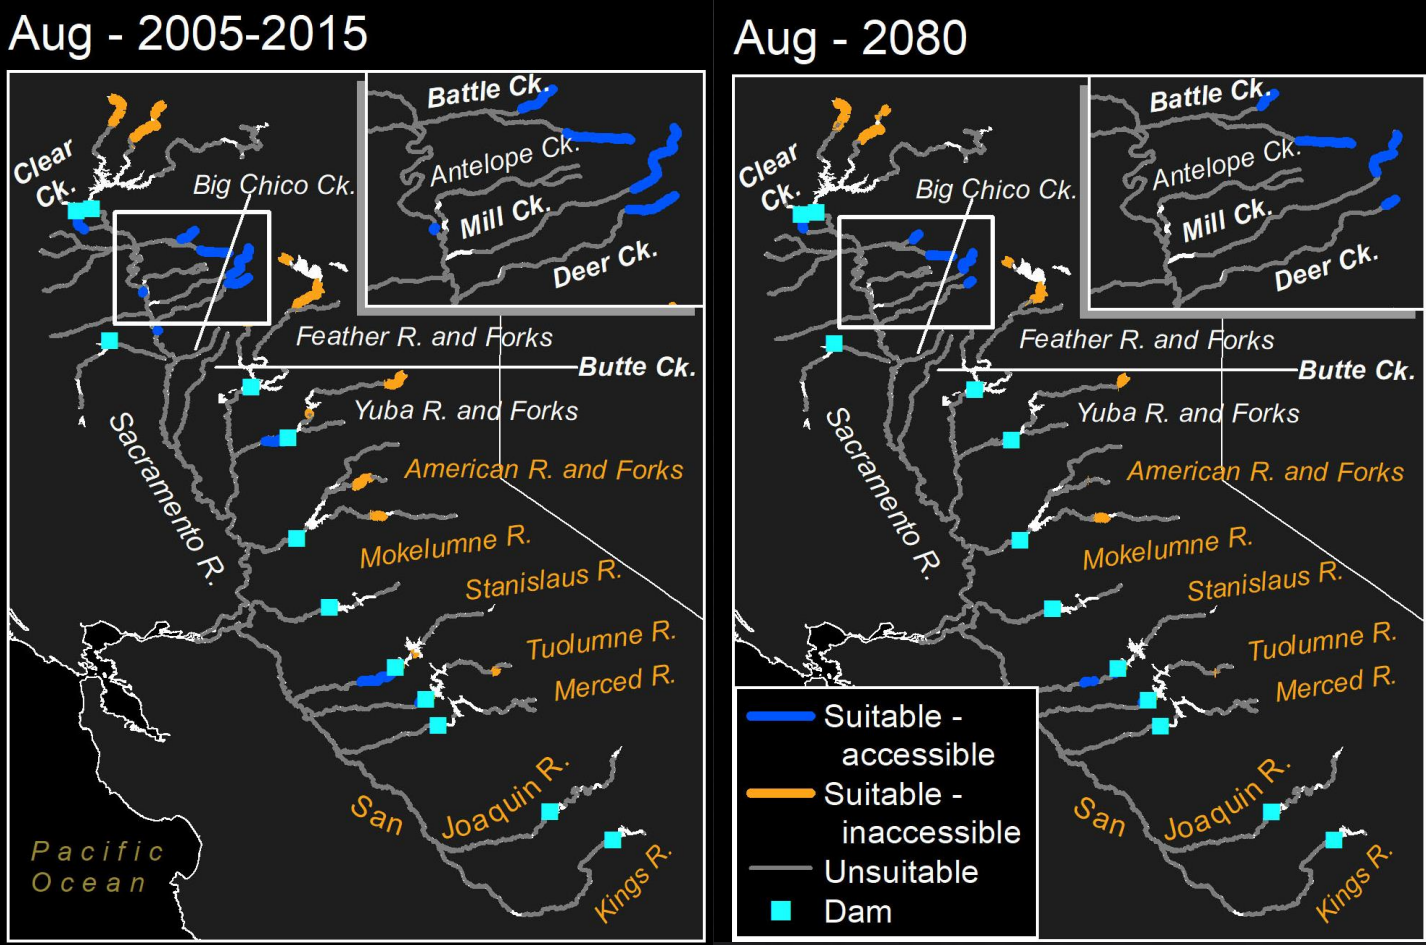 Aug - 2005-2015
Battle Ck.
Clear
Ck.
Antelope Ck.
Big Chico Ck.
Mill Ck.
Deer Ck.
Feather R. and Forks
Butte Ck.
Yuba R. and Forks
Sacramento R.
American R. and Forks
Mokelumne R.
Stanislaus R.
Tuolumne R.
Merced R.
San Joaquin R.
Kings R.
Pacific
Ocean
Aug - 2080
Battle Ck.
Clear
Ck.
Antelope Ck.
Big Chico Ck.
Mill Ck.
Deer Ck.
Feather R. and Forks
Butte Ck.
Yuba R. and Forks
Sacramento R.
American R. and Forks
Mokelumne R.
Stanislaus R.
Tuolumne R.
Merced R.
San Joaquin R.
Kings R.
Suitable -
accessible
Suitable -
inaccessible
Unsuitable
Dam